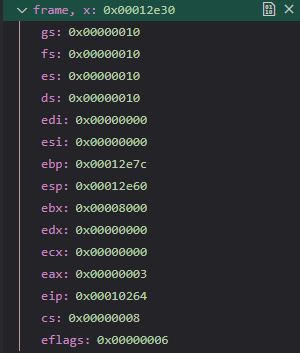 frame, x: 0x00012e30
gs: 0x00000010
fs: 0x00000010
es: 0x00000010
ds: 0x00000010
edi: 0x00000000
esi: 0x00000000
ebp: 0x00012e7c
esp: 0x00012e60
ebx: 0x00008000
edx: 0x00000000
ecx: 0x00000000
eax: 0x00000003
eip: 0x00010264
cs: 0x00000008
eflags: 0x00000006